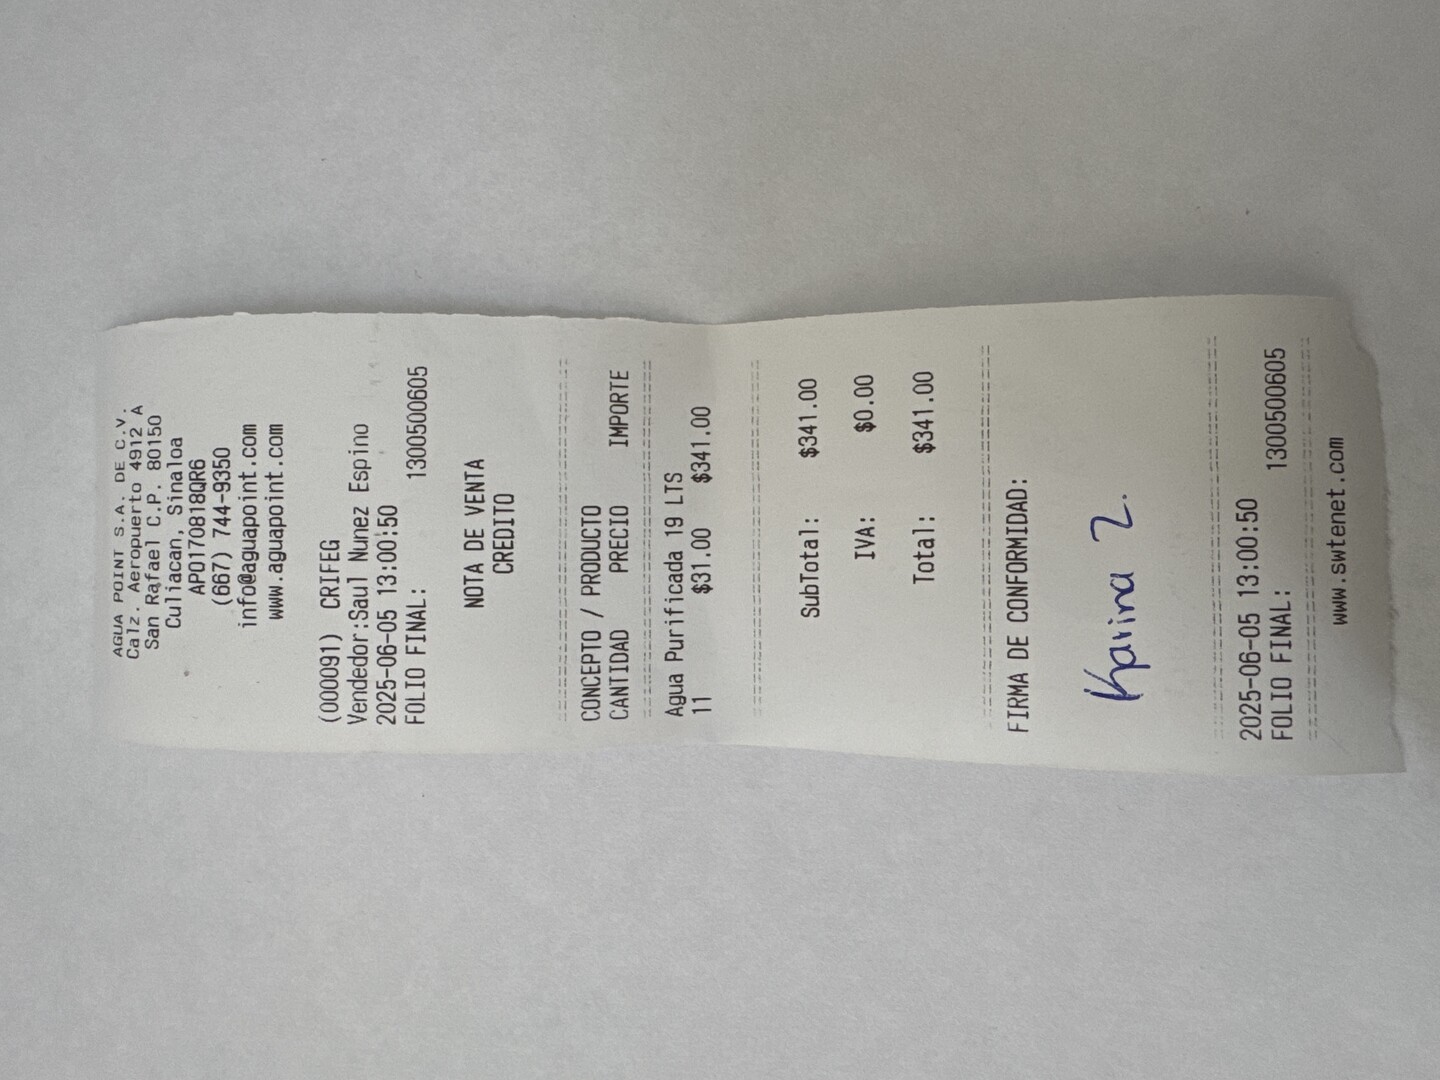 AGUA POINT S.A. DE C.V.
Calz. Aeropuerto 4912 A
San Rafael C.P. 80150
Culiacan, Sinaloa
APO170818QR6
(667) 744-9350
info@aguapoint.com
www.aguapoint.com
(000091) CRIFEG
Vendedor:Saul Nunez Espino
2025-06-05 13:00:50
FOLIO FINAL: 1300500605
NOTA DE VENTA
CREDITO
CONCEPTO / PRODUCTO
CANTIDAD PRECIO IMPORTE
Agua Purificada 19 LTS
11 $31.00 $341.00
SubTotal: $341.00
IVA: $0.00
Total: $341.00
FIRMA DE CONFORMIDAD:
Karina Z.
2025-06-05 13:00:50
FOLIO FINAL: 1300500605
www.swtenet.com